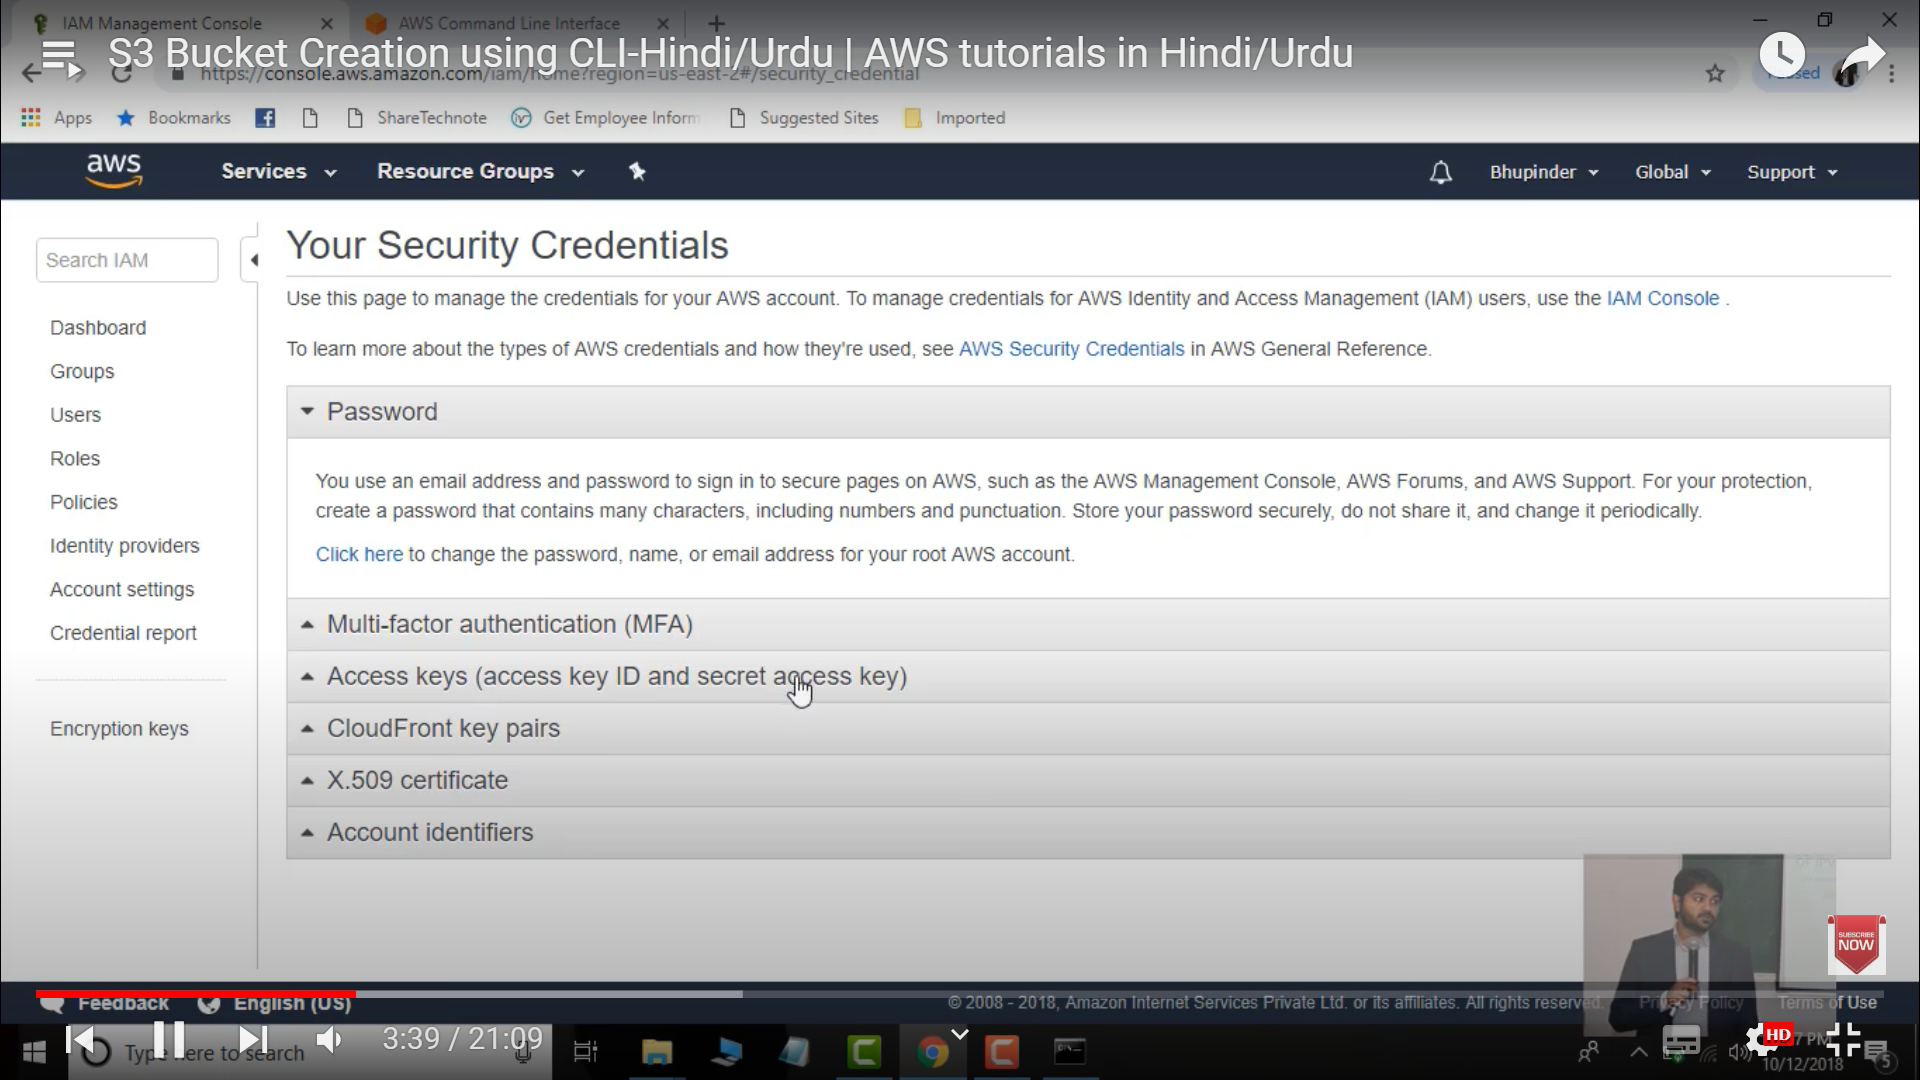 IAM Management Console
AWS Command Line Interface
S3 Bucket Creation using CLI-Hindi/Urdu | AWS tutorials in Hindi/Urdu
https://console.aws.amazon.com/iam/home?region=us-east-2#/security_credential
Apps
Bookmarks
ShareTechnote
Get Employee Inform
Suggested Sites
Imported
aws
Services
Resource Groups
Bhupinder
Global
Support
Search IAM
Dashboard
Groups
Users
Roles
Policies
Identity providers
Account settings
Credential report
Encryption keys
Your Security Credentials
Use this page to manage the credentials for your AWS account. To manage credentials for AWS Identity and Access Management (IAM) users, use the IAM Console .
To learn more about the types of AWS credentials and how they're used, see AWS Security Credentials in AWS General Reference.
Password
You use an email address and password to sign in to secure pages on AWS, such as the AWS Management Console, AWS Forums, and AWS Support. For your protection,
create a password that contains many characters, including numbers and punctuation. Store your password securely, do not share it, and change it periodically.
Click here to change the password, name, or email address for your root AWS account.
Multi-factor authentication (MFA)
Access keys (access key ID and secret access key)
CloudFront key pairs
X.509 certificate
Account identifiers
SUBSCRIBE
NOW
Feedback
English (US)
© 2008 - 2018, Amazon Internet Services Private Ltd. or its affiliates. All rights reserved.
Privacy Policy
Terms of Use
3:39 / 21:09
Type here to search
HD
PM
10/12/2018
5